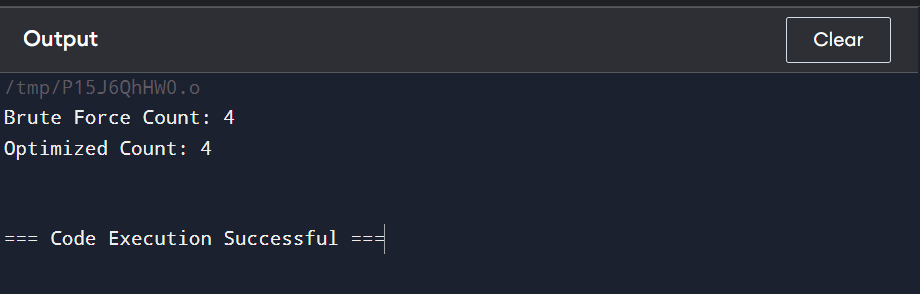 Output
Clear
/tmp/P15J6QhHW0.o
Brute Force Count: 4
Optimized Count: 4
=== Code Execution Successful ===